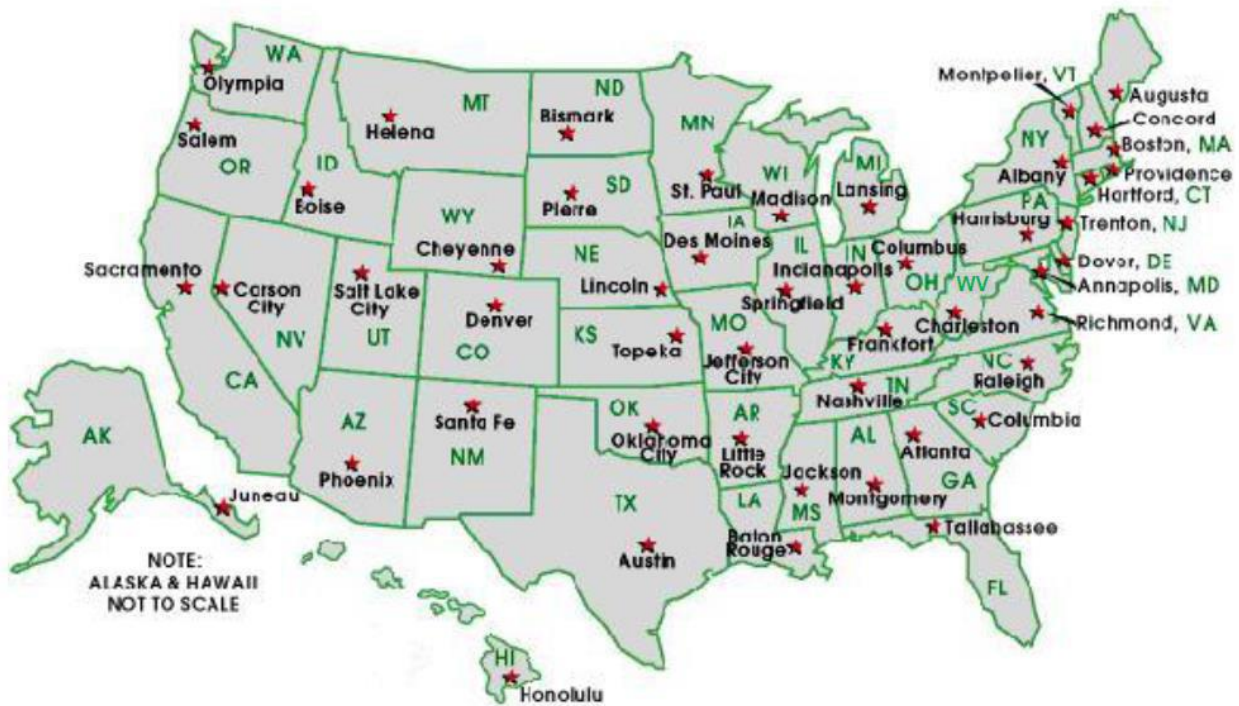 WA
Olympia
Salem
OR
ID
Boise
MT
Helena
ND
Bismark
MN
St. Paul
SD
Pierre
WY
Cheyenne
WI
Madison
MI
Lansing
IA
Des Moines
NE
Lincoln
IL
Springfield
IN
Indianapolis
Columbus
OH
WV
Charleston
PA
Harrisburg
NY
Albany
Montpelier, VT
Augusta
Concord
Boston, MA
Providence
Hartford, CT
Trenton, NJ
Dover, DE
Annapolis, MD
Richmond, VA
Sacramento
CA
Carson
City
NV
Salt Lake
City
UT
Denver
CO
KS
Topeka
MO
Jefferson
City
KY
Frankfort
TN
Nashville
NC
Raleigh
SC
Columbia
AZ
Phoenix
Santa Fe
NM
OK
Oklahoma
City
AR
Little
Rock
Jackson
MS
AL
Montgomery
Atlanta
GA
TX
Austin
LA
Baton
Rouge
Tallahassee
FL
AK
Juneau
NOTE:
ALASKA & HAWAII
NOT TO SCALE
HI
Honolulu